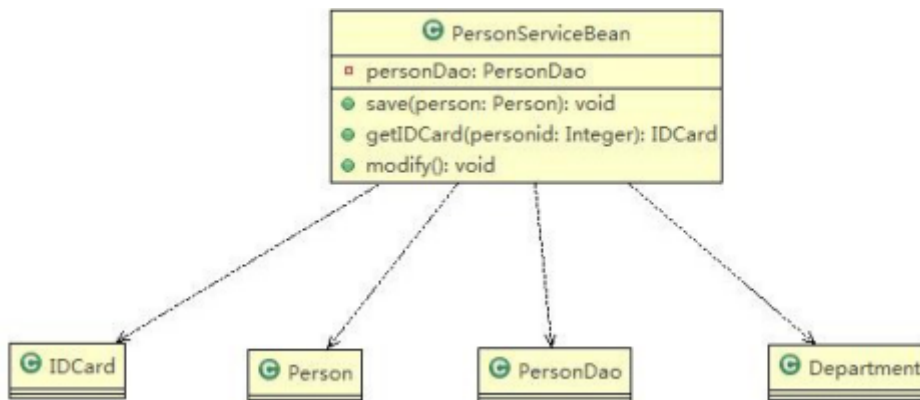 PersonServiceBean
personDao: PersonDao
save(person: Person): void
getIDCard(personid: Integer): IDCard
modify(): void
IDCard
Person
PersonDao
Department